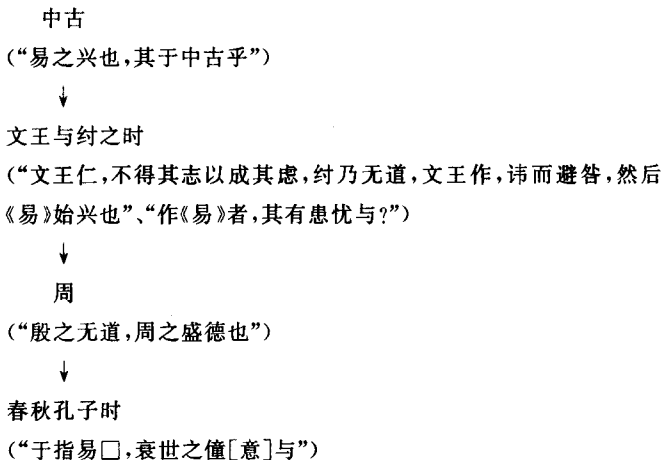 中古
(“易之兴也,其于中古乎”)
↓
文王与纣之时
(“文王仁,不得其志以成其虑,纣乃无道,文王作,讳而避咎,然后
《易》始兴也”、“作《易》者,其有患忧与?”)
↓
周
(“殷之无道,周之盛德也”)
↓
春秋孔子时
(“于指易□,衰世之僮[意]与”)